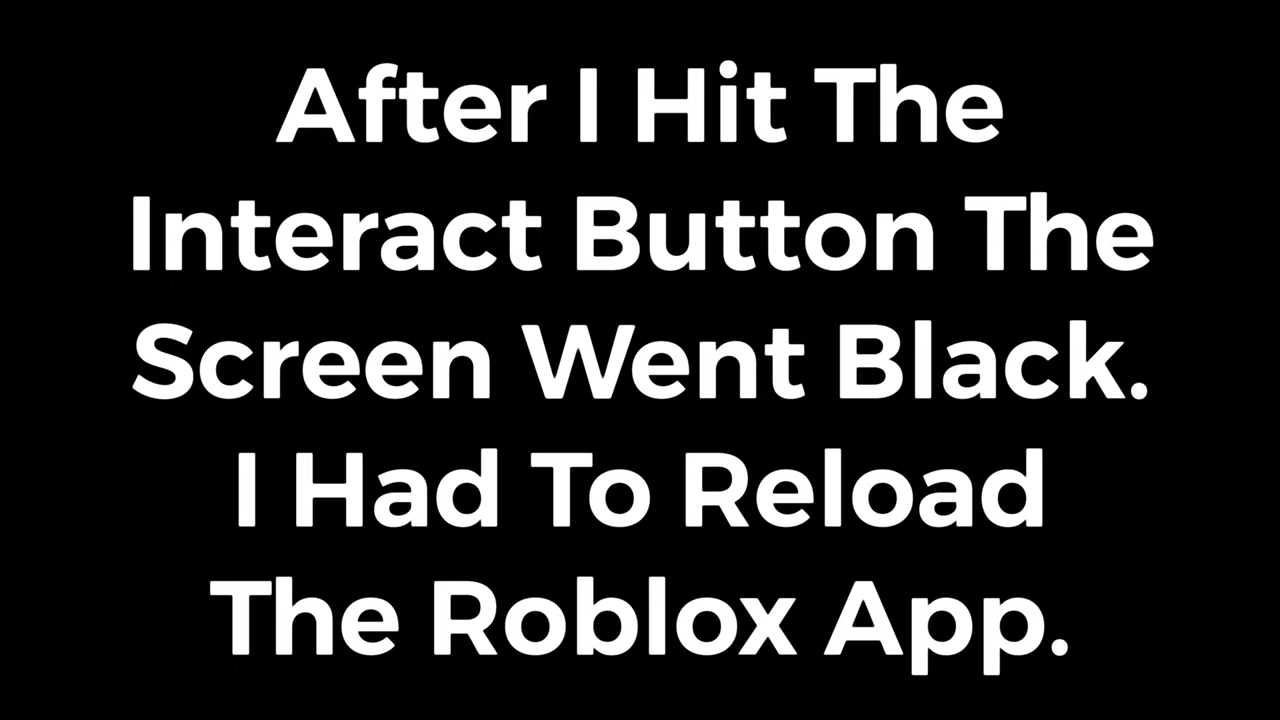 After I Hit The
Interact Button The
Screen Went Black.
I Had To Reload
The Roblox App.